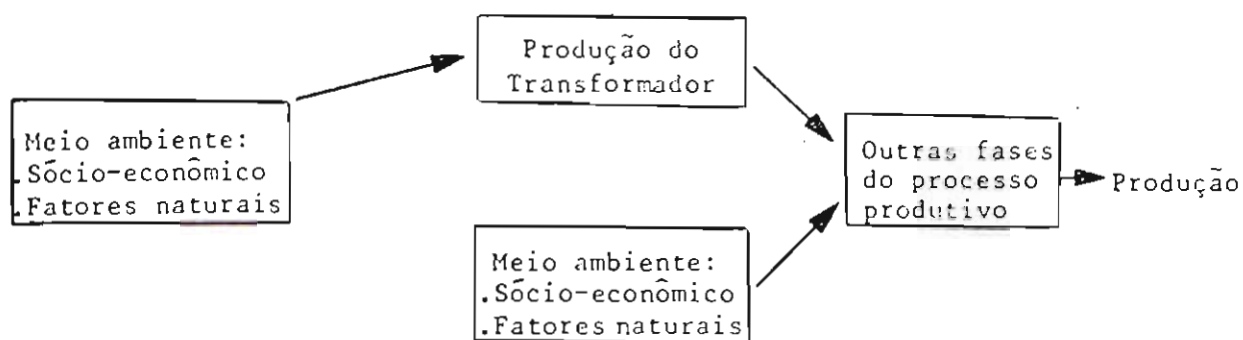 Produção do
Transformador
Meio ambiente:
.Sócio-econômico
.Fatores naturais
Outras fases
do processo
produtivo
Produção
Meio ambiente:
.Sócio-econômico
.Fatores naturais